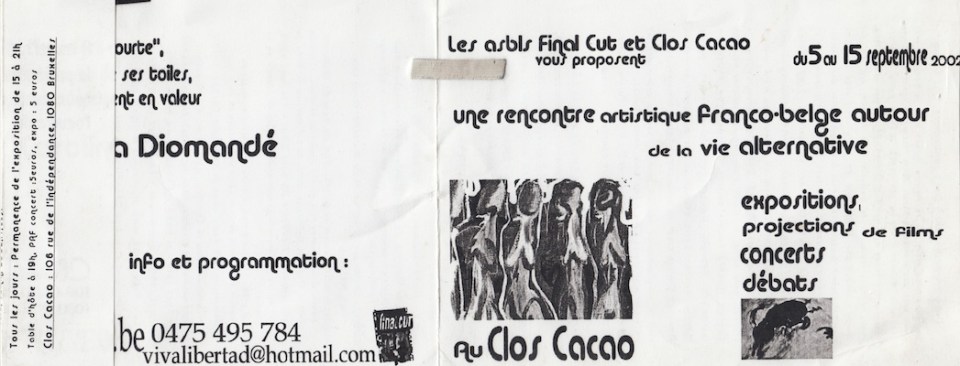 Tous les jours : Permanence de l'exposition de 15 à 21h
Table d'hôte à 19h, PAF concert :5euros, expo : 5 euros
Clos Cacao : 106 rue de l'indépendance, 1080 Bruxelles
ourte",
ses toiles,
nt en valeur
a Diomandé
info et programmation :
.be 0475 495 784
vivalibertad@hotmail.com
final cut
Les asbls Final Cut et Clos Cacao
vous proposent
du 5 au 15 septembre 2002
une rencontre artistique Franco-belge autour
de la vie alternative
expositions,
projections de films
concerts
débats
Au Clos Cacao